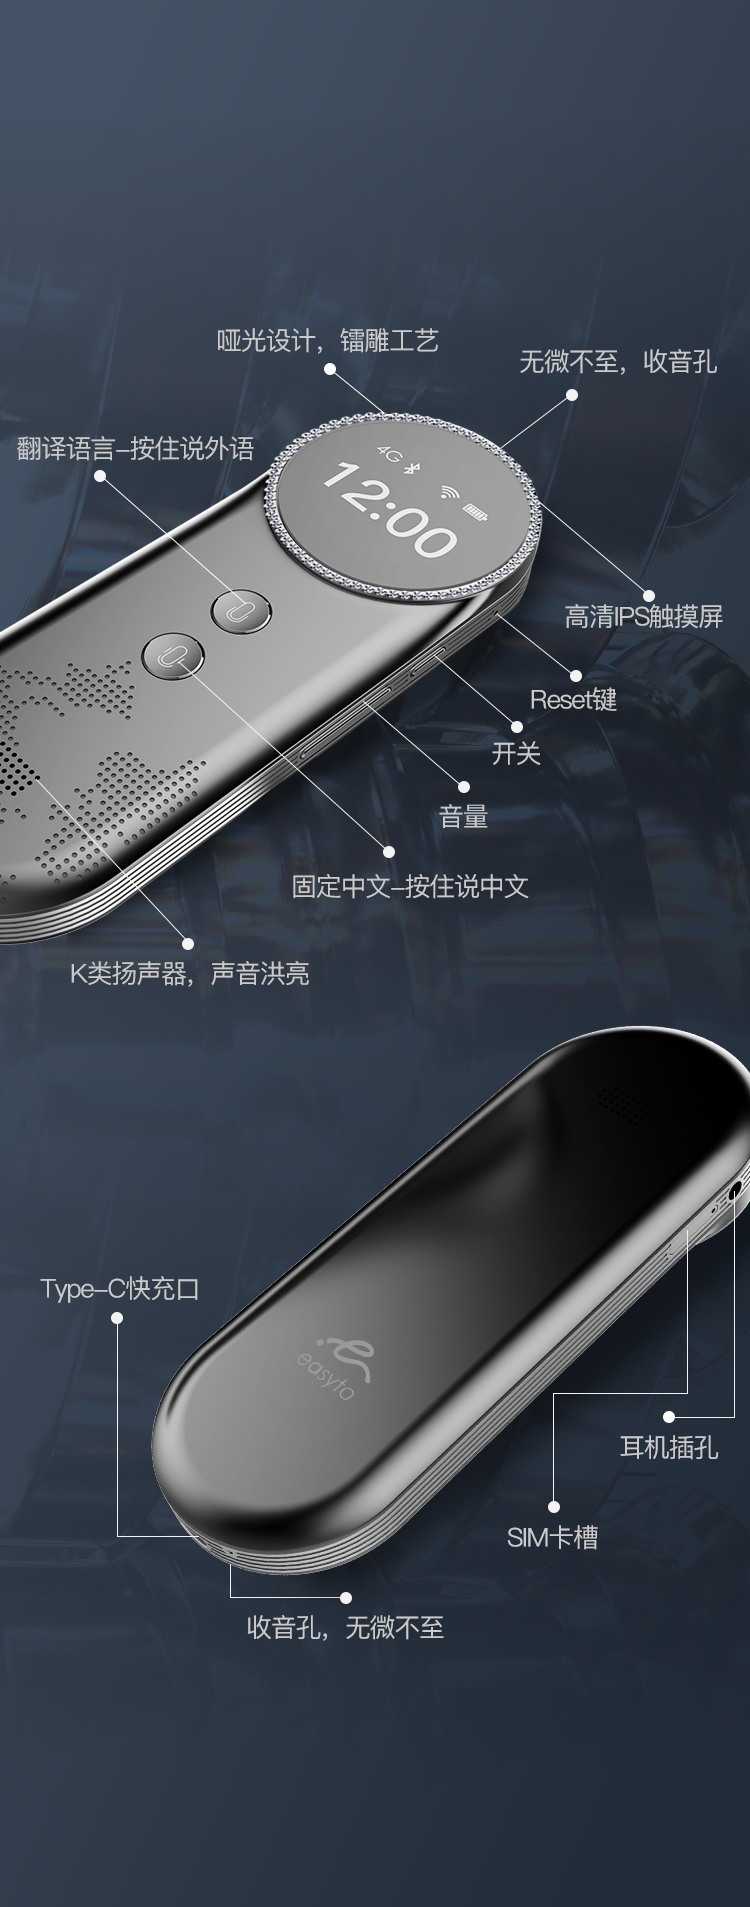 哑光设计，镭雕工艺
无微不至，收音孔
翻译语言-按住说外语
4G
12:00
高清IPS触摸屏
Reset键
开关
音量
固定中文-按住说中文
K类扬声器，声音洪亮
Type-C快充口
easyto
耳机插孔
SIM卡槽
收音孔，无微不至